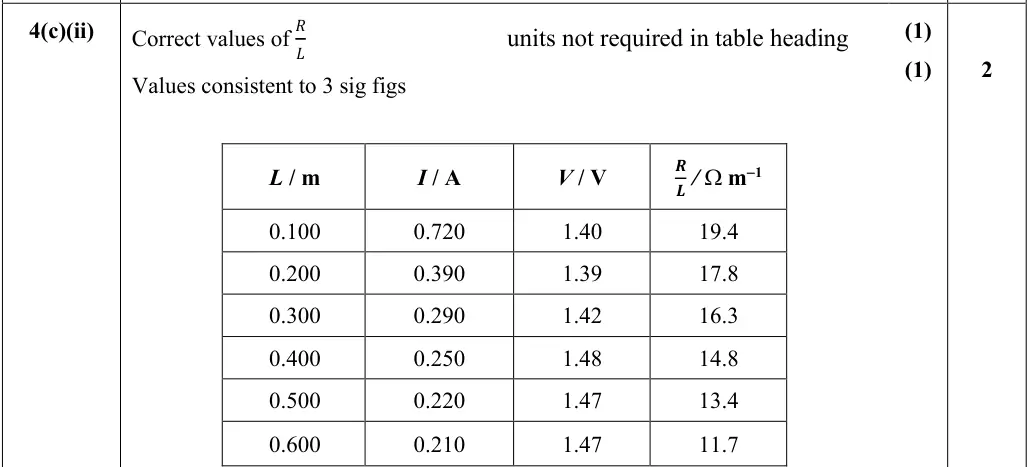 4(c)(ii) Correct values of R/L units not required in table heading (1)
Values consistent to 3 sig figs (1) 2
L / m I / A V / V R/L / Ω m⁻¹
0.100 0.720 1.40 19.4
0.200 0.390 1.39 17.8
0.300 0.290 1.42 16.3
0.400 0.250 1.48 14.8
0.500 0.220 1.47 13.4
0.600 0.210 1.47 11.7